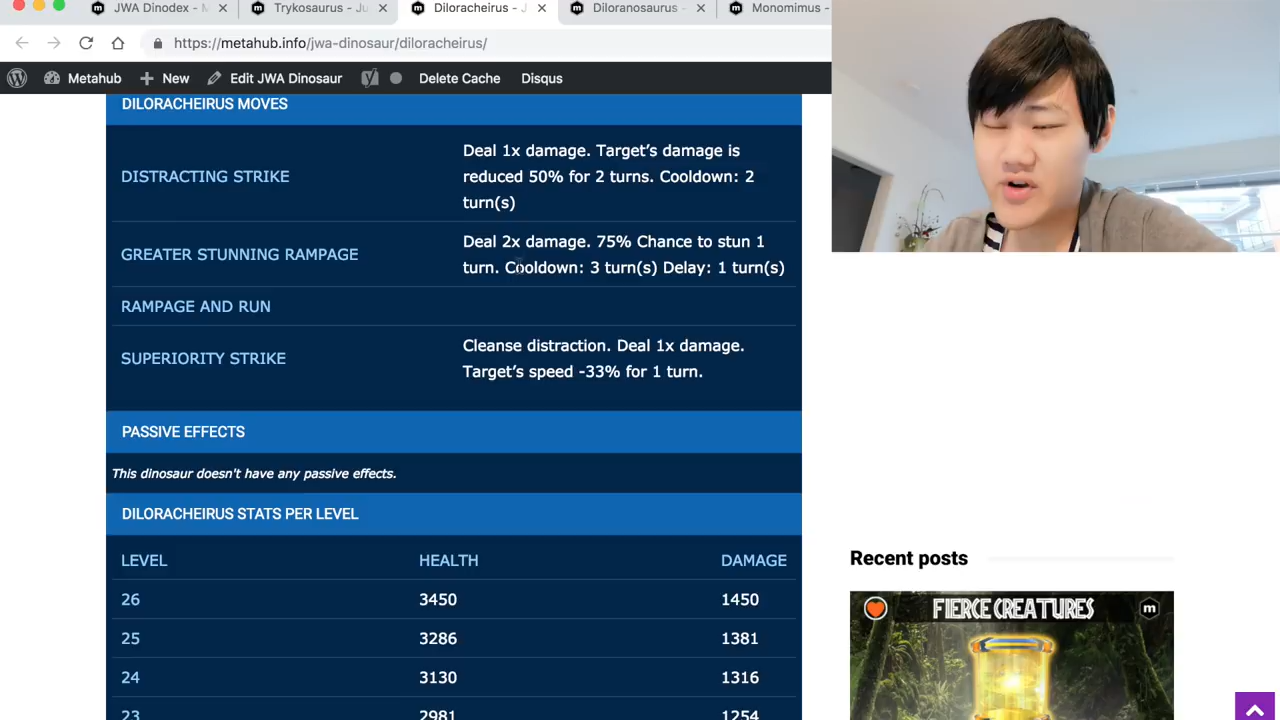 JWA Dinodex - M
Trykosaurus - Ju
Diloracheirus - J
Diloranosaurus -
Monomimus -
https://metahub.info/jwa-dinosaur/diloracheirus/
Metahub
New
Edit JWA Dinosaur
Delete Cache
Disqus
DILORACHEIRUS MOVES
DISTRACTING STRIKE
Deal 1x damage. Target's damage is
reduced 50% for 2 turns. Cooldown: 2
turn(s)
GREATER STUNNING RAMPAGE
Deal 2x damage. 75% Chance to stun 1
turn. Cooldown: 3 turn(s) Delay: 1 turn(s)
RAMPAGE AND RUN
SUPERIORITY STRIKE
Cleanse distraction. Deal 1x damage.
Target's speed -33% for 1 turn.
PASSIVE EFFECTS
This dinosaur doesn't have any passive effects.
DILORACHEIRUS STATS PER LEVEL
LEVEL HEALTH DAMAGE
26 3450 1450
25 3286 1381
24 3130 1316
23 2981 1254
Recent posts
FIERCE CREATURES
m